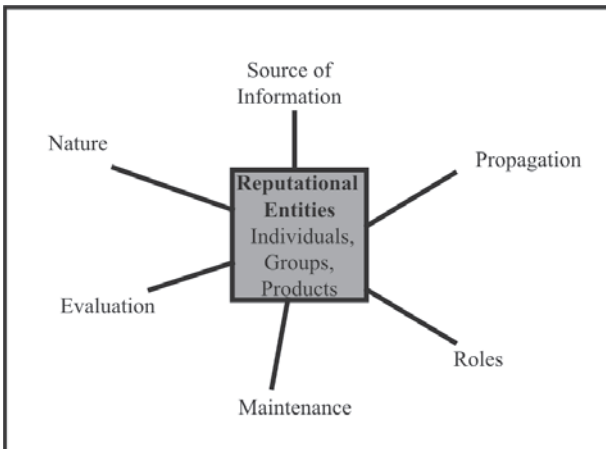 Source of
Information
Nature
Propagation
Reputational
Entities
Individuals,
Groups,
Products
Evaluation
Roles
Maintenance